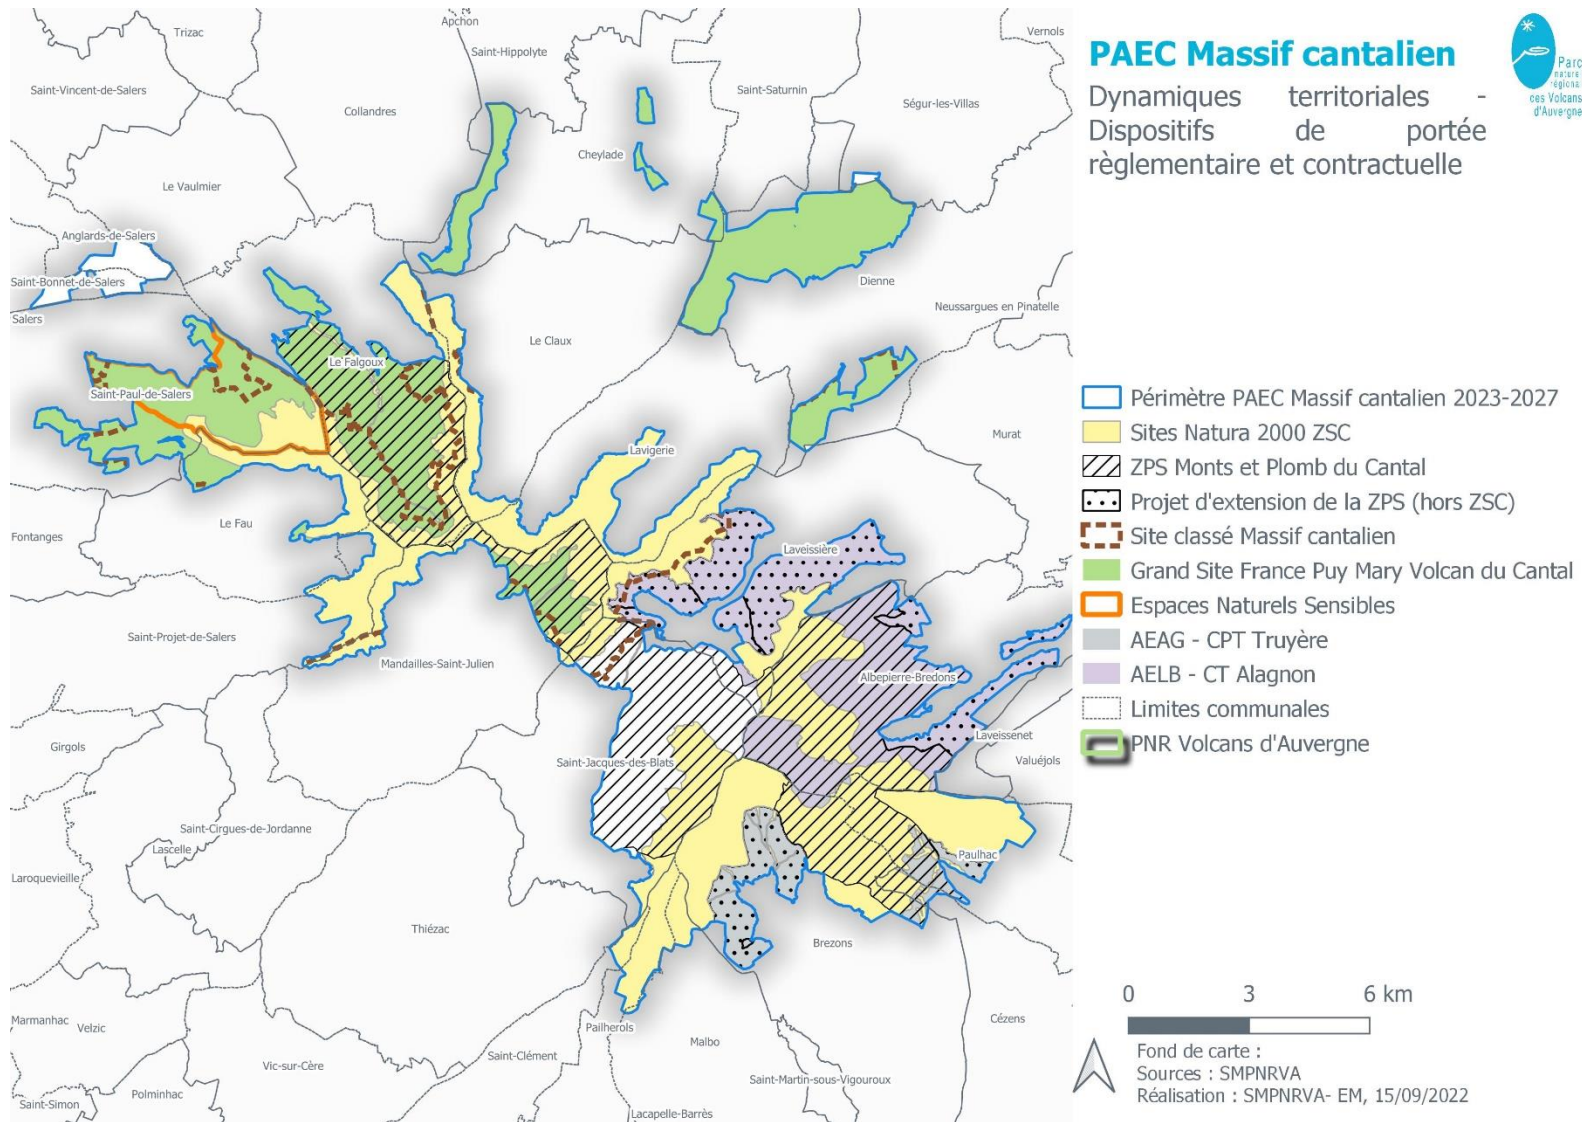 PAEC Massif cantalien
Dynamiques territoriales -
Dispositifs de portée
règlementaire et contractuelle
Parc
naturel
régional
des Volcans
d'Auvergne
Périmètre PAEC Massif cantalien 2023-2027
Sites Natura 2000 ZSC
ZPS Monts et Plomb du Cantal
Projet d'extension de la ZPS (hors ZSC)
Site classé Massif cantalien
Grand Site France Puy Mary Volcan du Cantal
Espaces Naturels Sensibles
AEAG - CPT Truyère
AELB - CT Alagnon
Limites communales
PNR Volcans d'Auvergne
0 3 6 km
Fond de carte :
Sources : SMPNRVA
Réalisation : SMPNRVA- EM, 15/09/2022
Apchon
Trizac
Vernols
Saint-Hippolyte
Saint-Vincent-de-Salers
Saint-Saturnin
Ségur-les-Villas
Collandres
Cheylade
Le Vaulmier
Anglards-de-Salers
Saint-Bonnet-de-Salers
Dienne
Neussargues en Pinatelle
Salers
Le Claux
Le Falgoux
Saint-Paul-de-Salers
Murat
Lavigerie
Le Fau
Fontanges
Laveissière
Saint-Projet-de-Salers
Mandailles-Saint-Julien
Albepierre-Bredons
Laveissenet
Girgols
Valuéjols
Saint-Jacques-des-Blats
Saint-Cirgues-de-Jordanne
Lascelle
Paulhac
Laroquevieille
Thiézac
Brezons
Marmanhac
Velzic
Pailherols
Cézens
Malbo
Saint-Clément
Vic-sur-Cère
Saint-Martin-sous-Vigouroux
Polminhac
Saint-Simon
Lacapelle-Barrès